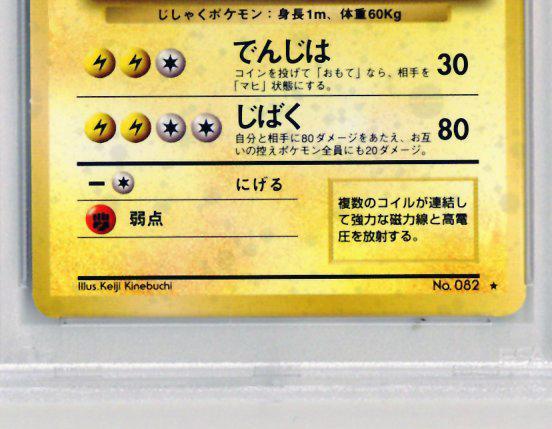 じしゃくポケモン：身長1m、体重60Kg
でんじは 30
コインを投げて「おもて」なら、相手を
「マヒ」状態にする。
じばく 80
自分と相手に80ダメージをあたえ、お互
いの控えポケモン全員にも20ダメージ。
ー にげる
弱点
複数のコイルが連結し
て強力な磁力線と高電
圧を放射する。
Illus.Keiji Kinebuchi
No. 082 ★